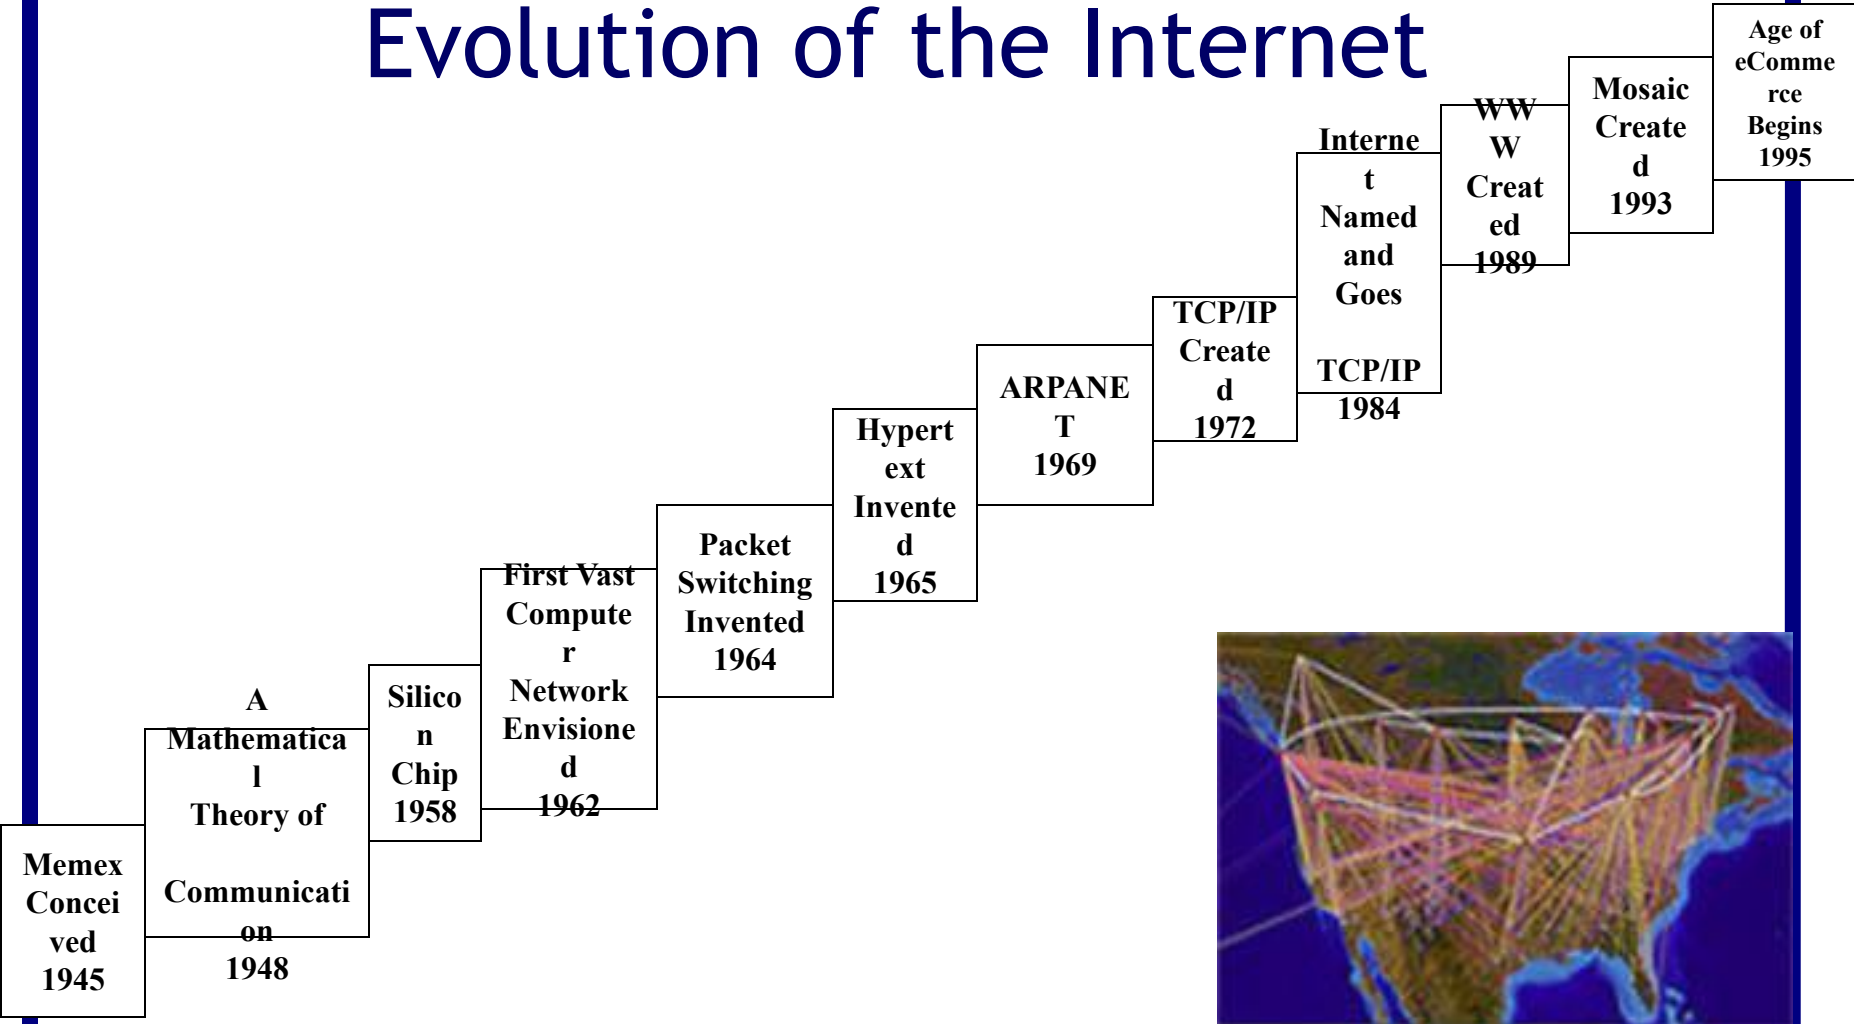 Evolution of the Internet
Memex
Concei
ved
1945
A
Mathematica
l
Theory of
Communicati
on
1948
Silico
n
Chip
1958
First Vast
Compute
r
Network
Envisione
d
1962
Packet
Switching
Invented
1964
Hypert
ext
Invente
d
1965
ARPANE
T
1969
TCP/IP
Create
d
1972
Interne
t
Named
and
Goes
TCP/IP
1984
WW
W
Creat
ed
1989
Mosaic
Create
d
1993
Age of
eComme
rce
Begins
1995